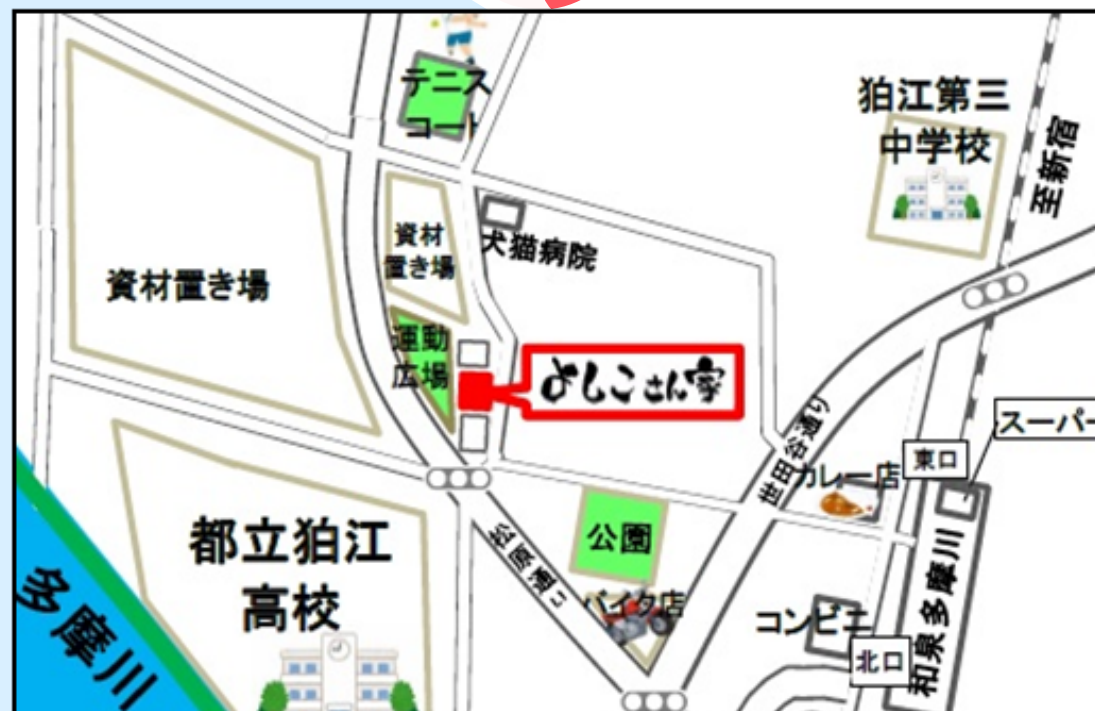 テニス
コート
狛江第三
中学校
至新宿
資材
置き場
犬猫病院
資材置き場
運動
広場
よしこさん家
世田谷通り
スーパー
東口
カレー店
都立狛江
高校
松原通り
公園
バイク店
コンビニ
北口
和泉多摩川
多摩川